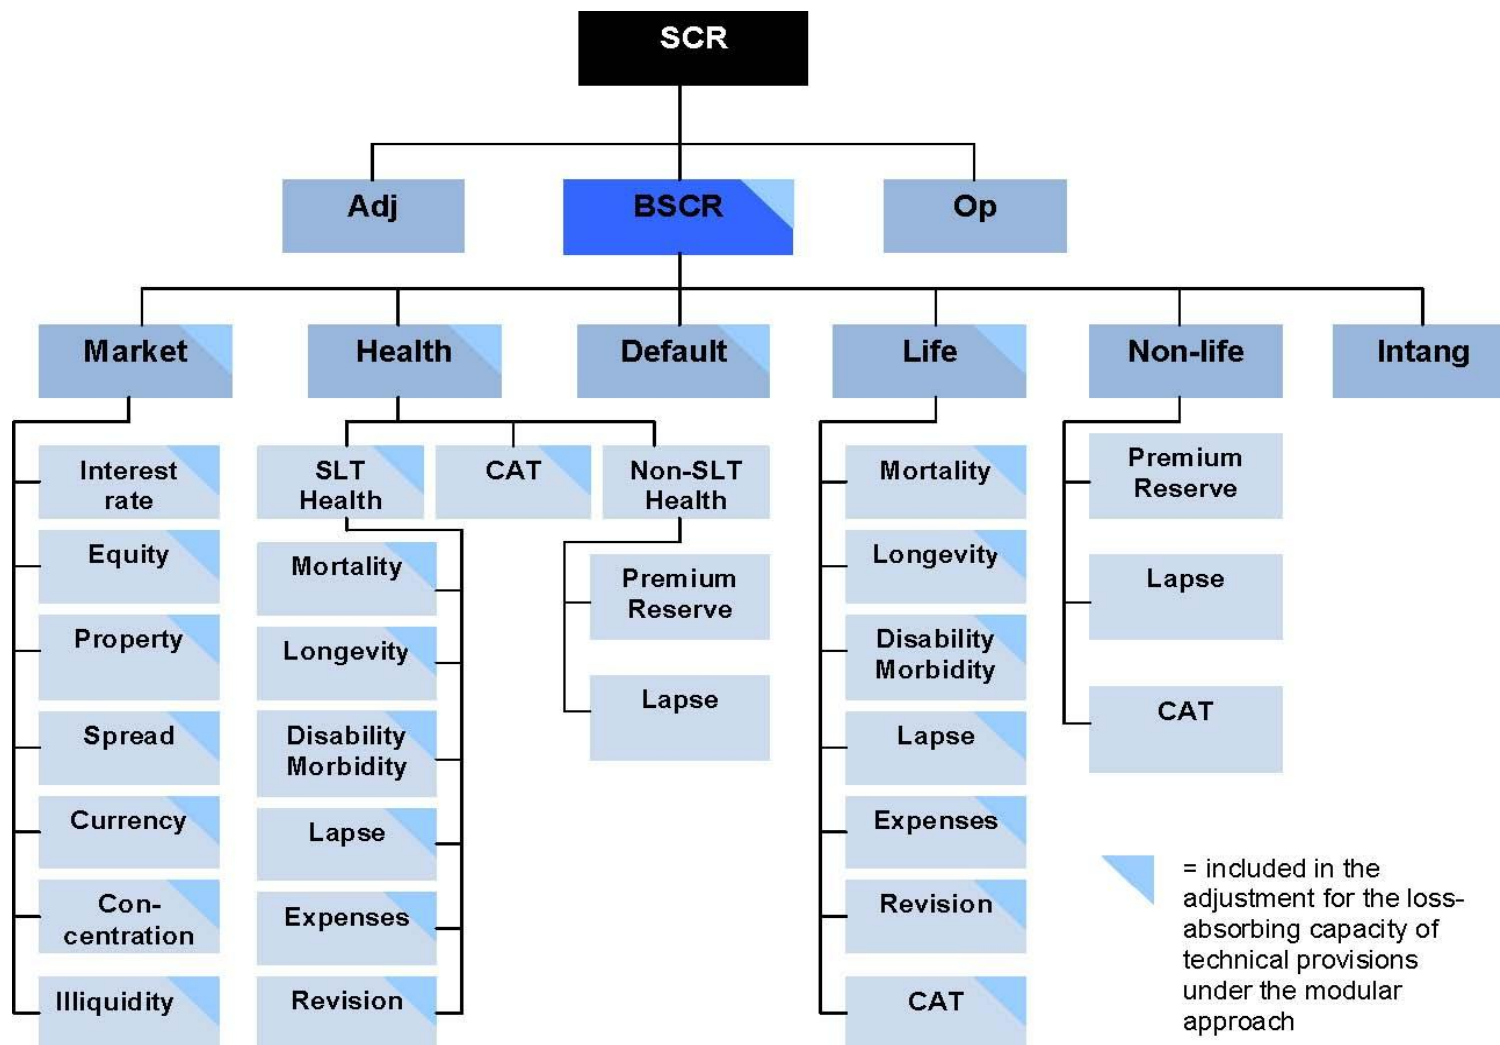 SCR
Adj
BSCR
Op
Market
Health
Default
Life
Non-life
Intang
Interest
rate
Equity
Property
Spread
Currency
Con-
centration
Illiquidity
SLT
Health
CAT
Non-SLT
Health
Mortality
Longevity
Disability
Morbidity
Lapse
Expenses
Revision
Premium
Reserve
Lapse
Mortality
Longevity
Disability
Morbidity
Lapse
Expenses
Revision
CAT
Premium
Reserve
Lapse
CAT
= included in the
adjustment for the loss-
absorbing capacity of
technical provisions
under the modular
approach